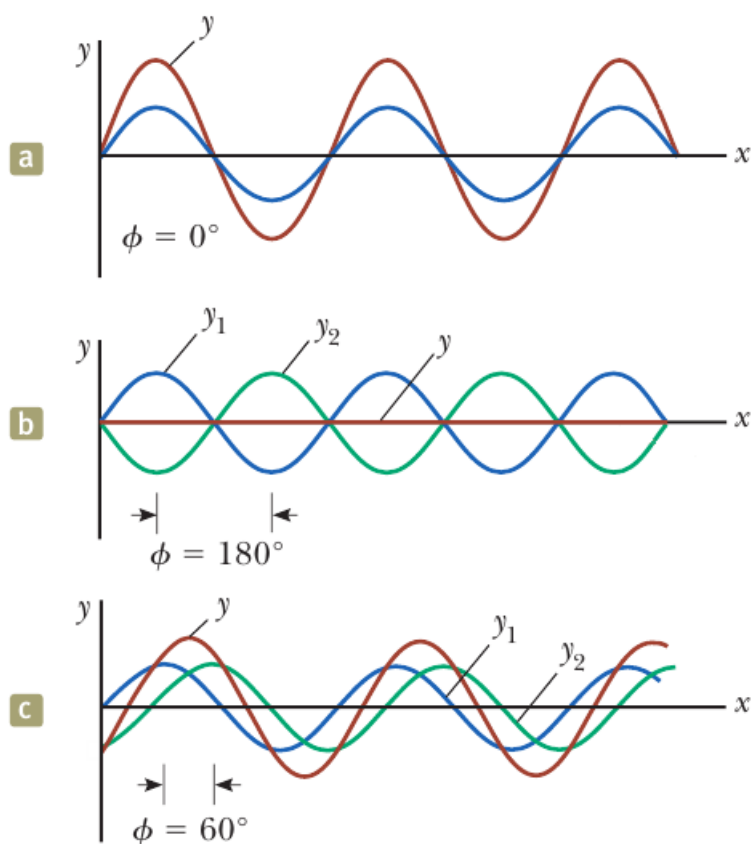 y
y
a
x
ϕ = 0°
y₁
y₂
y
y
b
x
ϕ = 180°
y
y
y₁
y₂
c
x
ϕ = 60°